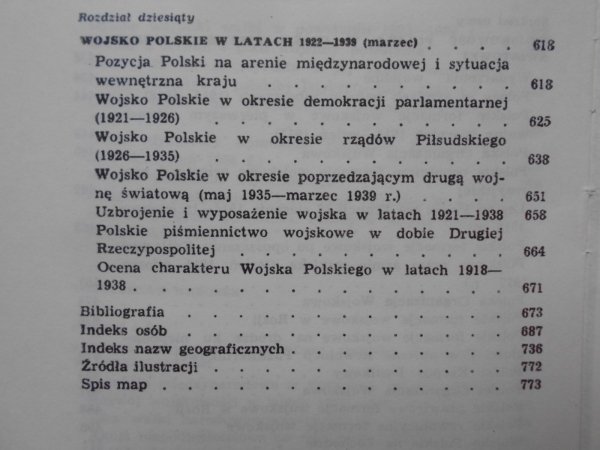 Rozdział dziesiąty
WOJSKO POLSKIE W LATACH 1922—1939 (marzec) . . . . 618
Pozycja Polski na arenie międzynarodowej i sytuacja
wewnętrzna kraju . . . . . . . . . 618
Wojsko Polskie w okresie demokracji parlamentarnej
(1921—1926) . . . . . . . . . . 625
Wojsko Polskie w okresie rządów Piłsudskiego
(1926—1935) . . . . . . . . . . 638
Wojsko Polskie w okresie poprzedzającym drugą woj-
nę światową (maj 1935—marzec 1939 r.) . . . . 651
Uzbrojenie i wyposażenie wojska w latach 1921—1938 658
Polskie piśmiennictwo wojskowe w dobie Drugiej
Rzeczypospolitej . . . . . . . . . 664
Ocena charakteru Wojska Polskiego w latach 1918—
1938 . . . . . . . . . . . . 671
Bibliografia . . . . . . . . . . . 673
Indeks osób . . . . . . . . . . . 687
Indeks nazw geograficznych . . . . . . . . 736
Źródła ilustracji . . . . . . . . . . 772
Spis map . . . . . . . . . . . . 773